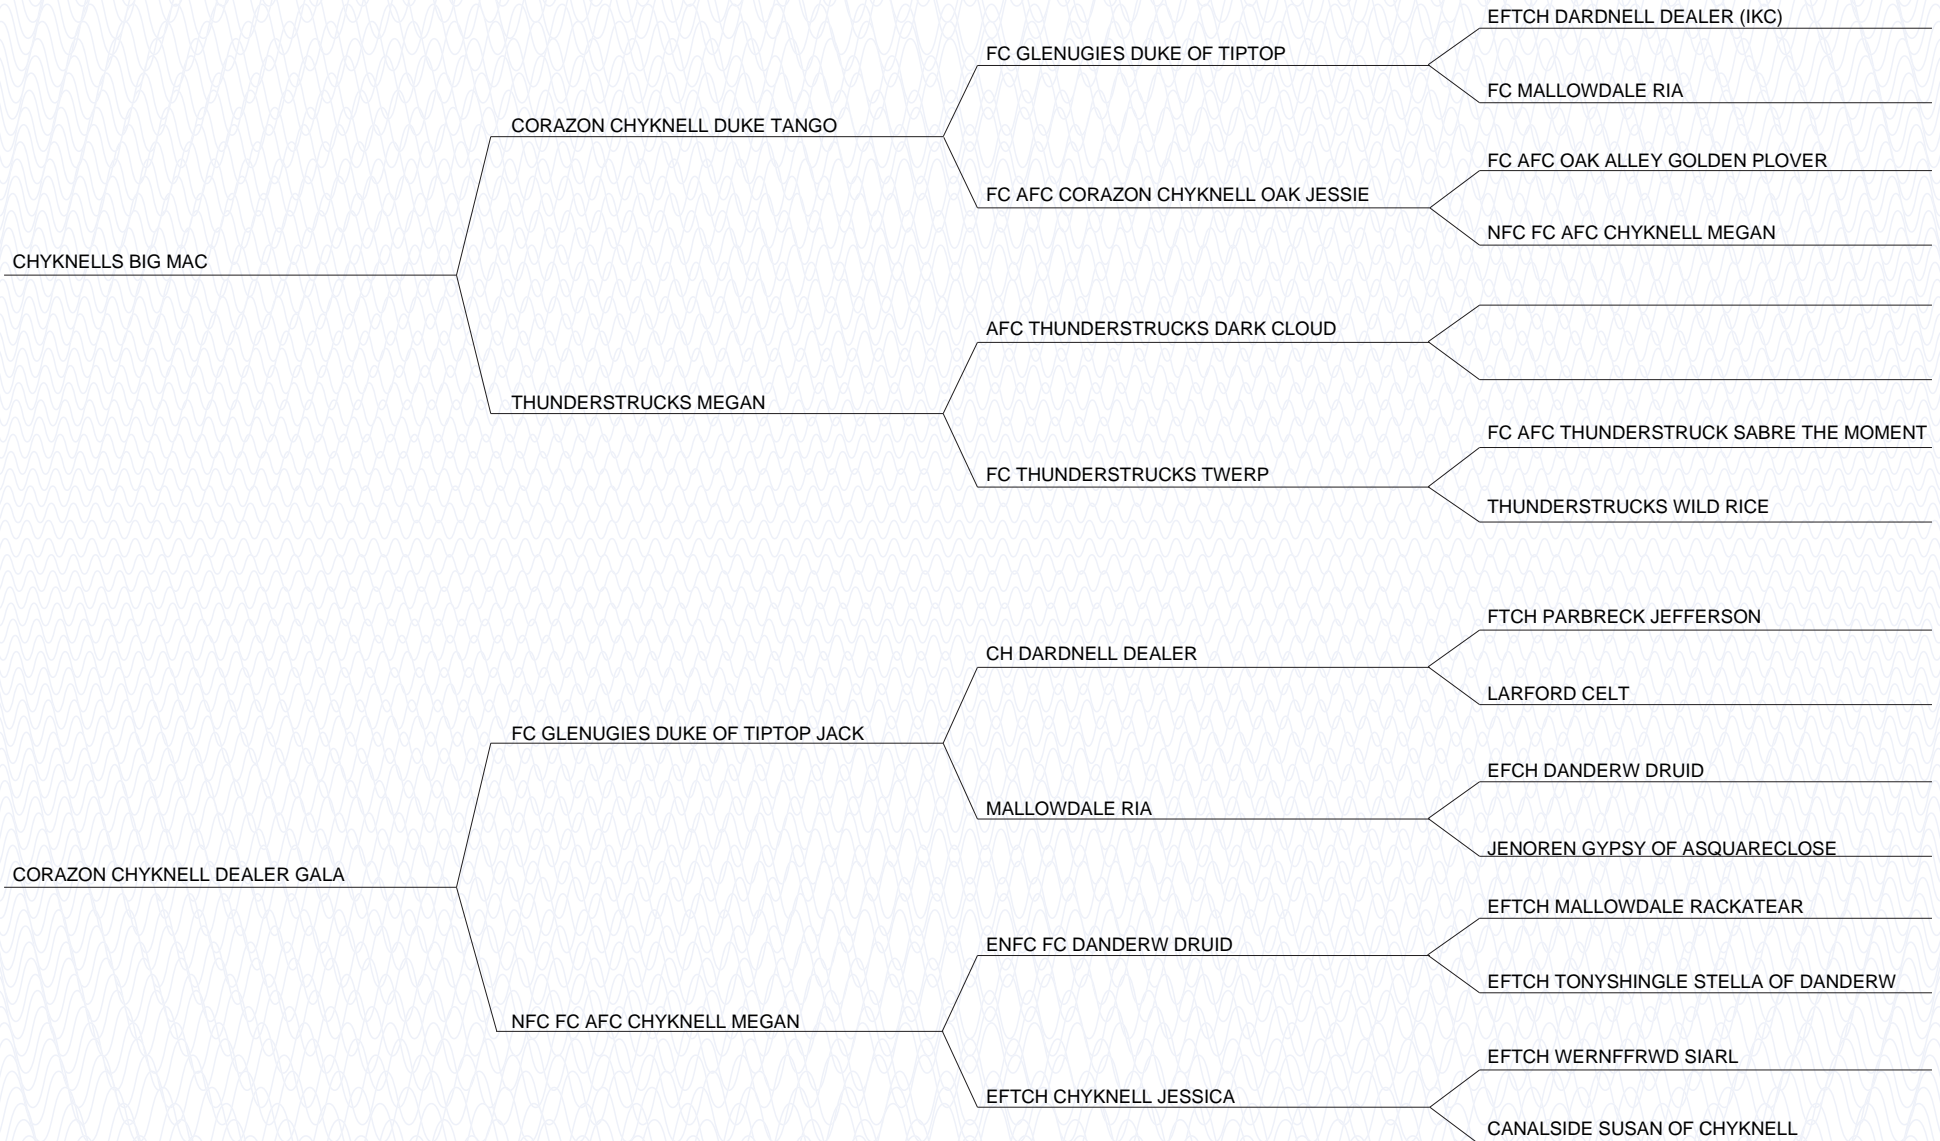 EFTCH DARDNELL DEALER (IKC)
FC GLENUGIES DUKE OF TIPTOP
FC MALLOWDALE RIA
CORAZON CHYKNELL DUKE TANGO
FC AFC OAK ALLEY GOLDEN PLOVER
FC AFC CORAZON CHYKNELL OAK JESSIE
NFC FC AFC CHYKNELL MEGAN
CHYKNELLS BIG MAC
AFC THUNDERSTRUCKS DARK CLOUD
THUNDERSTRUCKS MEGAN
FC AFC THUNDERSTRUCK SABRE THE MOMENT
FC THUNDERSTRUCKS TWERP
THUNDERSTRUCKS WILD RICE
FTCH PARBRECK JEFFERSON
CH DARDNELL DEALER
LARFORD CELT
FC GLENUGIES DUKE OF TIPTOP JACK
EFCH DANDERW DRUID
MALLOWDALE RIA
JENOREN GYPSY OF ASQUARECLOSE
CORAZON CHYKNELL DEALER GALA
EFTCH MALLOWDALE RACKATEAR
ENFC FC DANDERW DRUID
EFTCH TONYSHINGLE STELLA OF DANDERW
NFC FC AFC CHYKNELL MEGAN
EFTCH WERNFFRWD SIARL
EFTCH CHYKNELL JESSICA
CANALSIDE SUSAN OF CHYKNELL